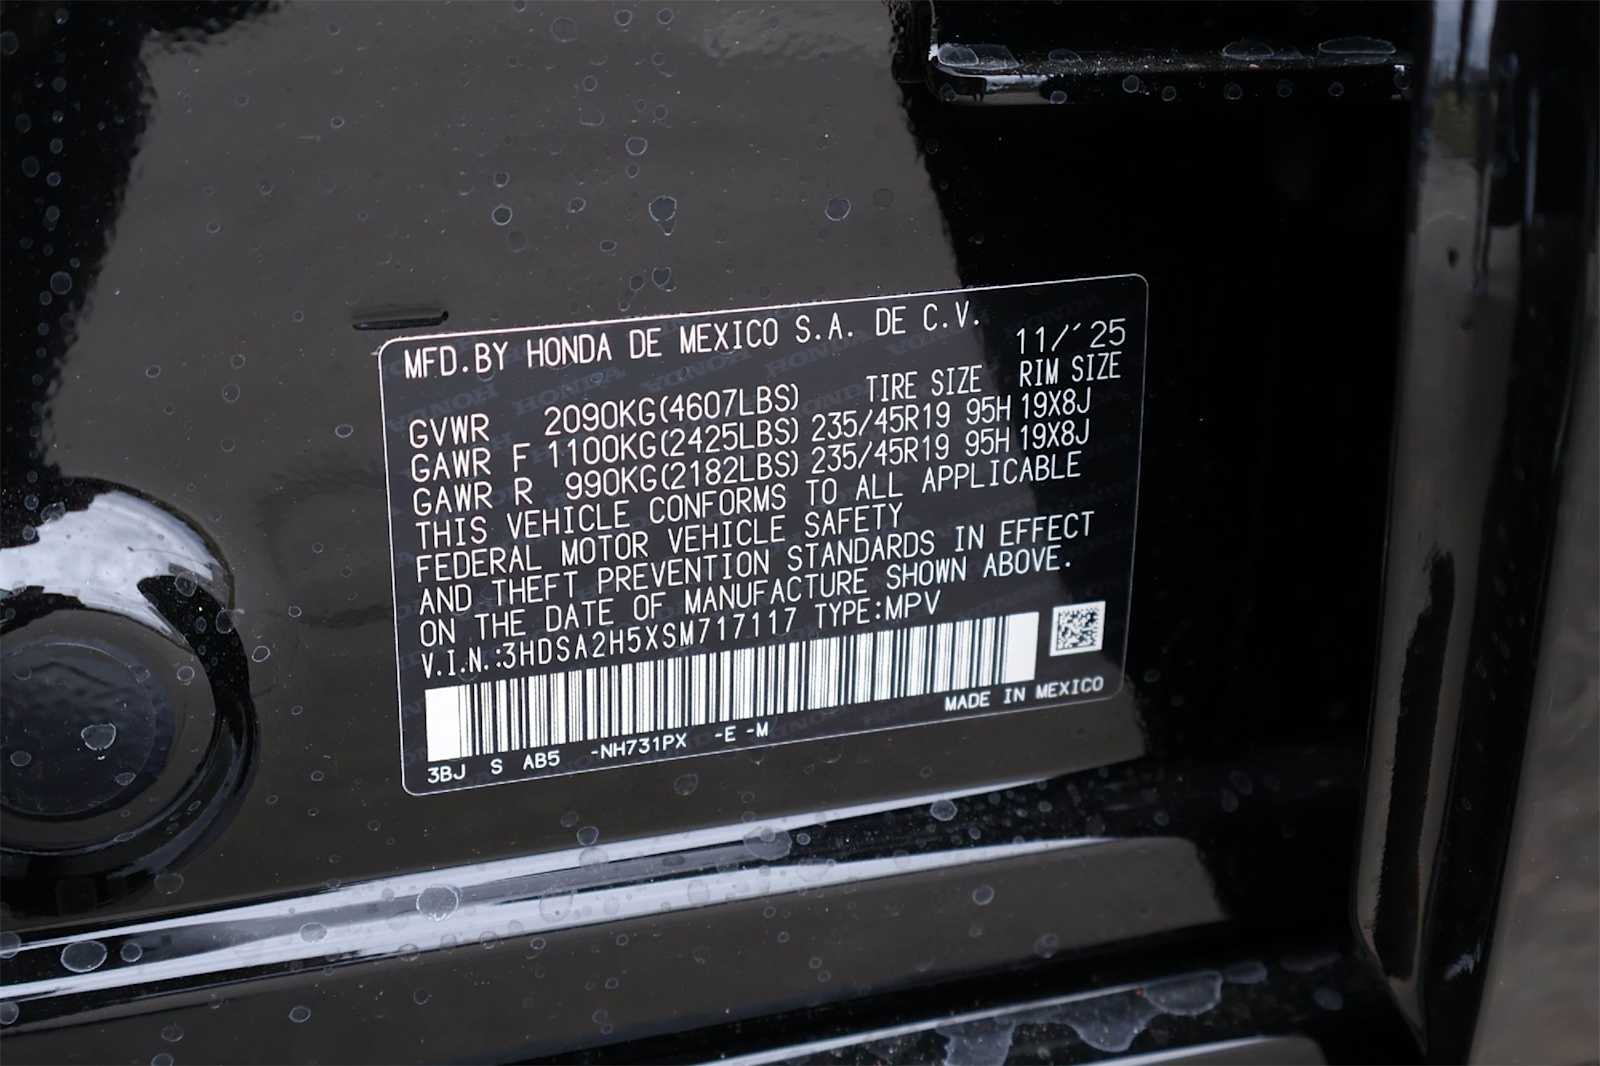 MFD.BY HONDA DE MEXICO S.A. DE C.V.
11/'25
TIRE SIZE RIM SIZE
GVWR 2090KG(4607LBS)
GAWR F 1100KG(2425LBS) 235/45R19 95H 19X8J
GAWR R 990KG(2182LBS) 235/45R19 95H 19X8J
THIS VEHICLE CONFORMS TO ALL APPLICABLE
FEDERAL MOTOR VEHICLE SAFETY
AND THEFT PREVENTION STANDARDS IN EFFECT
ON THE DATE OF MANUFACTURE SHOWN ABOVE.
V.I.N.:3HDSA2H5XSM717117 TYPE:MPV
MADE IN MEXICO
3BJ S AB5 -NH731PX -E -M